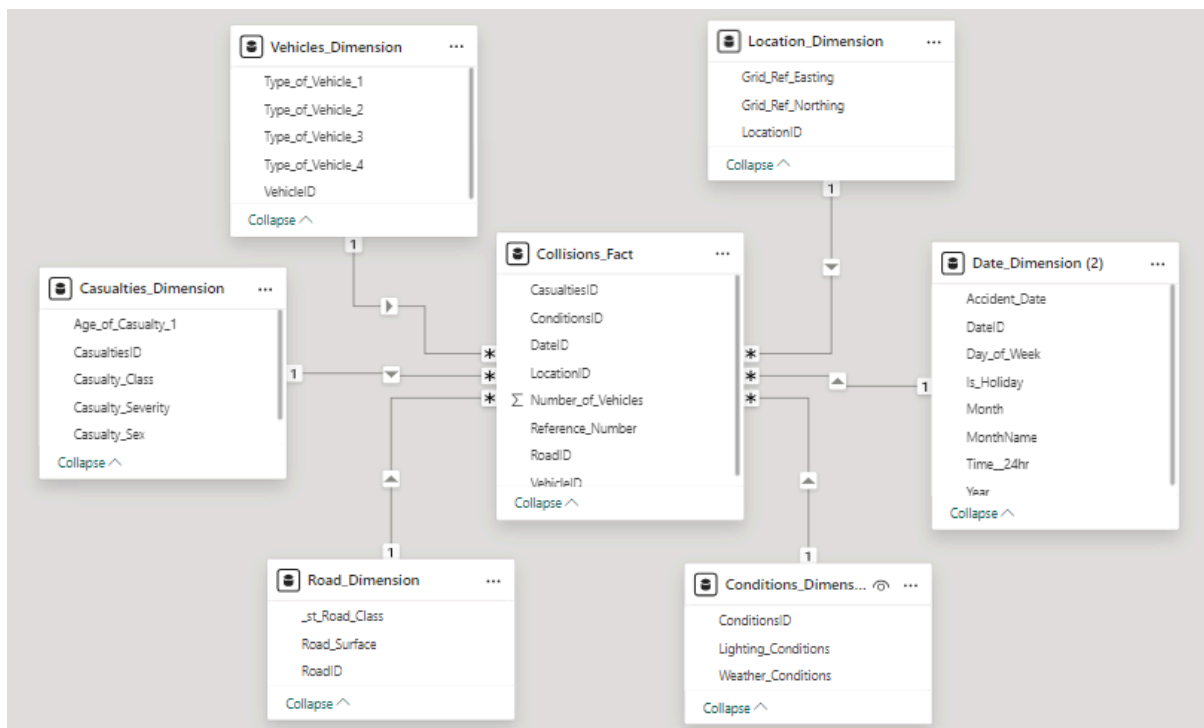 Vehicles_Dimension ...
Type_of_Vehicle_1
Type_of_Vehicle_2
Type_of_Vehicle_3
Type_of_Vehicle_4
VehicleID
Collapse
1
Location_Dimension ...
Grid_Ref_Easting
Grid_Ref_Northing
LocationID
Collapse
1
Casualties_Dimension ...
Age_of_Casualty_1
CasualtiesID
Casualty_Class
Casualty_Severity
Casualty_Sex
Collapse
1
Collisions_Fact ...
CasualtiesID
ConditionsID
DateID
LocationID
Σ Number_of_Vehicles
Reference_Number
RoadID
VehicleID
Collapse
*
*
*
*
*
*
Date_Dimension (2) ...
Accident_Date
DateID
Day_of_Week
Is_Holiday
Month
MonthName
Time__24hr
Year
Collapse
1
1
Road_Dimension ...
_st_Road_Class
Road_Surface
RoadID
Collapse
1
Conditions_Dimens... ...
ConditionsID
Lighting_Conditions
Weather_Conditions
Collapse